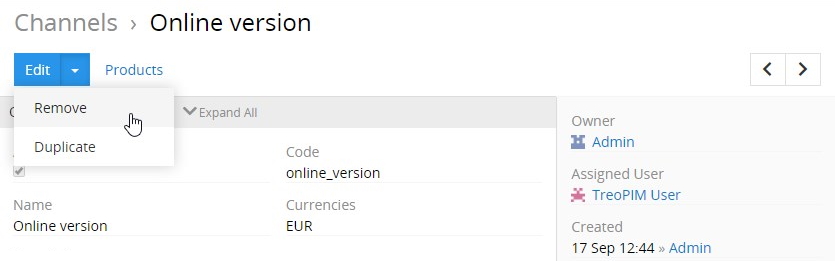 Channels › Online version
Edit Products
Remove
Duplicate
Expand All
Code
online_version
Name
Online version
Currencies
EUR
Owner
Admin
Assigned User
TreoPIM User
Created
17 Sep 12:44 » Admin